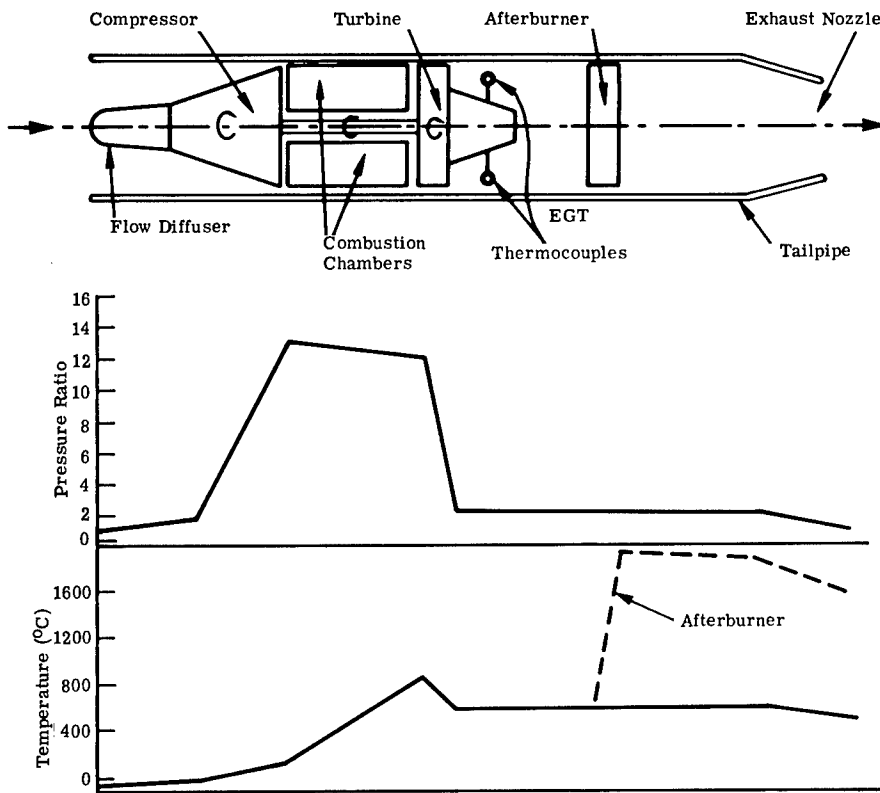 Compressor
Turbine
Afterburner
Exhaust Nozzle
Flow Diffuser
Combustion
Chambers
EGT
Thermocouples
Tailpipe
Pressure Ratio
16
14
12
10
8
6
4
2
0
Temperature (°C)
1600
1200
800
400
0
Afterburner